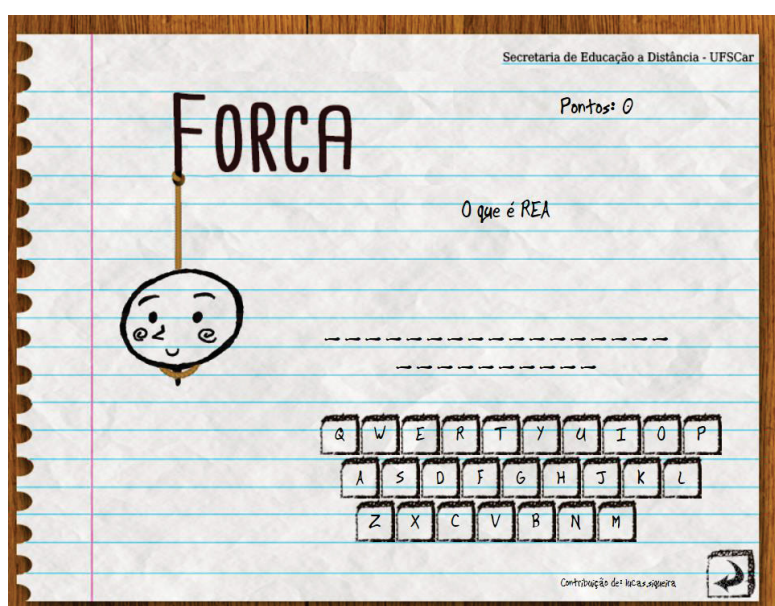 Secretaria de Educação a Distância - UFSCar
Pontos: 0
FORCA
O que é REA
_ _ _ _ _ _ _ _ _ _ _ _ _ _ _ _ _
_ _ _ _ _ _ _ _ _ _
Q W E R T Y U I O P
A S D F G H J K L
Z X C V B N M
Contribuição de: lucas.siqueira